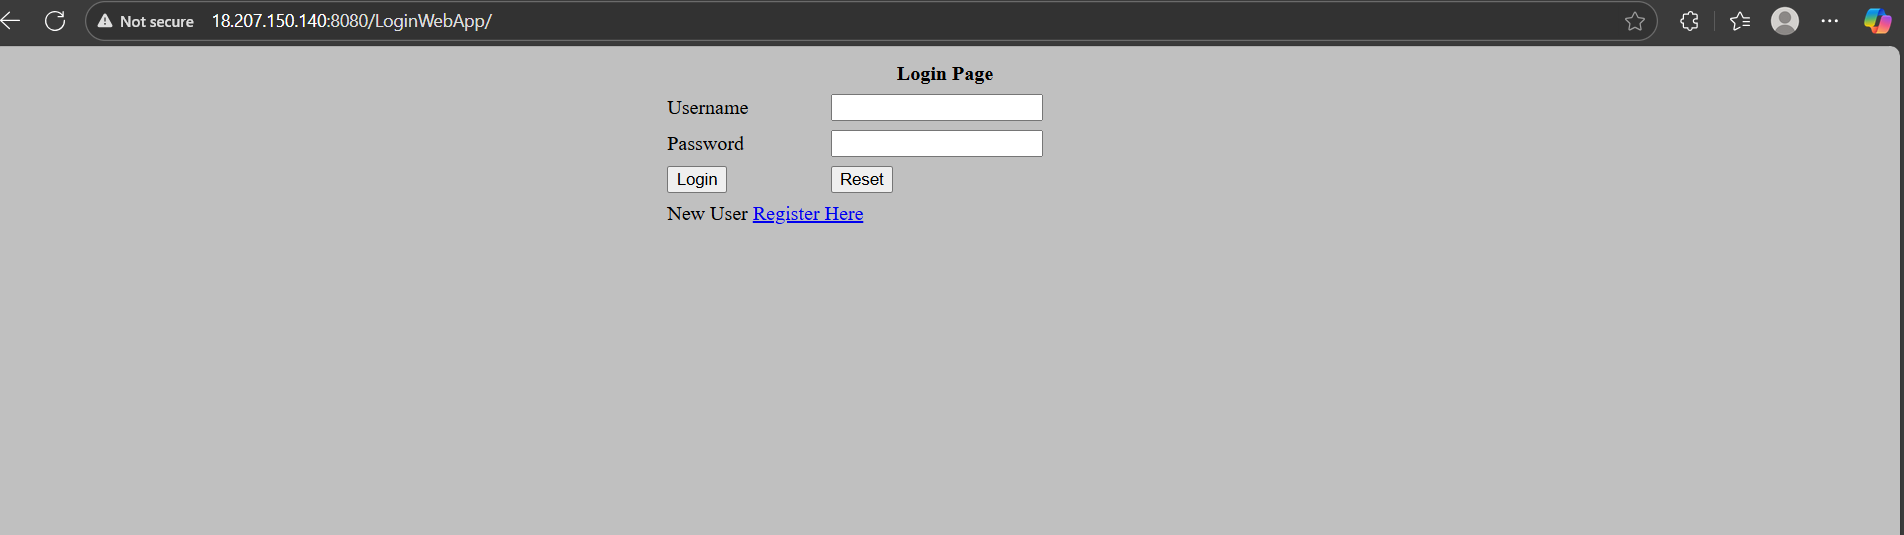 Not secure 18.207.150.140:8080/LoginWebApp/
Login Page
Username
Password
Login Reset
New User Register Here